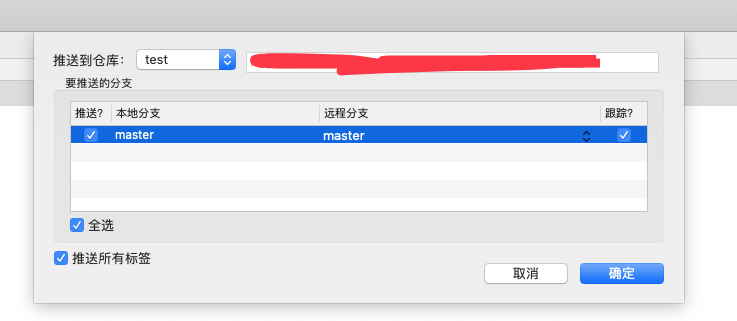 推送到仓库： test
要推送的分支
推送? 本地分支 远程分支 跟踪?
master master
全选
推送所有标签
取消 确定